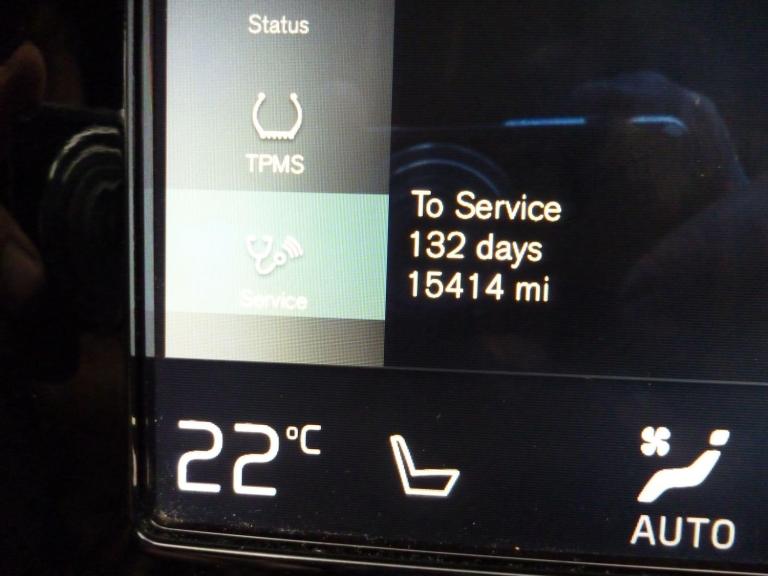 Status
TPMS
Service
To Service
132 days
15414 mi
22 °C
AUTO